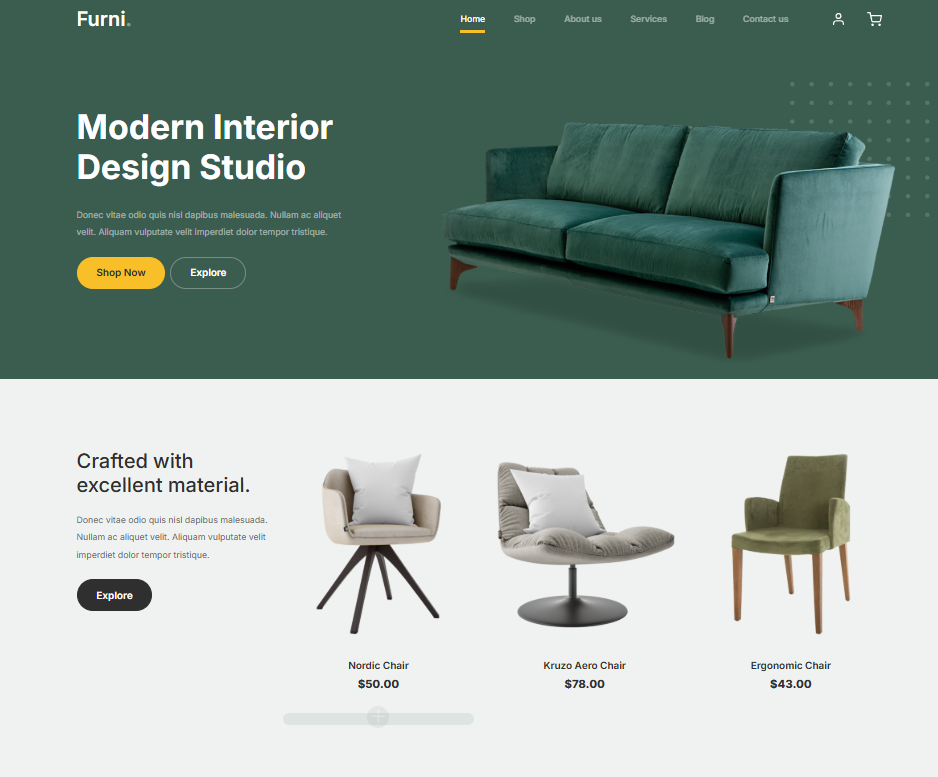 Furni.
Home Shop About us Services Blog Contact us
Modern Interior
Design Studio
Donec vitae odio quis nisl dapibus malesuada. Nullam ac aliquet
velit. Aliquam vulputate velit imperdiet dolor tempor tristique.
Shop Now Explore
Crafted with
excellent material.
Donec vitae odio quis nisl dapibus malesuada.
Nullam ac aliquet velit. Aliquam vulputate velit
imperdiet dolor tempor tristique.
Explore
Nordic Chair
$50.00
Kruzo Aero Chair
$78.00
Ergonomic Chair
$43.00